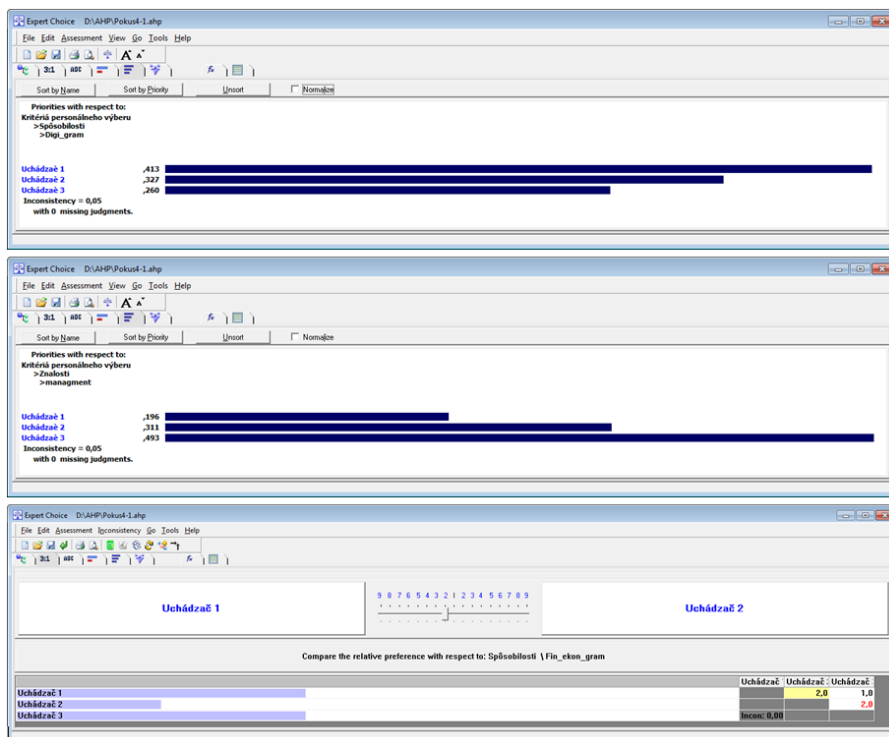 Expert Choice D:\AHP\Pokus4-1.ahp
File Edit Assessment View Go Tools Help
A A
3:1 ABC fx
Sort by Name Sort by Priority Unsort Normalize
Priorities with respect to:
Kritériá personálneho výberu
>Spôsobilosti
>Digi_gram
Uchádzaè 1 ,413
Uchádzaè 2 ,327
Uchádzaè 3 ,260
Inconsistency = 0,05
with 0 missing judgments.
Expert Choice D:\AHP\Pokus4-1.ahp
File Edit Assessment View Go Tools Help
A A
3:1 ABC fx
Sort by Name Sort by Priority Unsort Normalize
Priorities with respect to:
Kritériá personálneho výberu
>Znalosti
>managment
Uchádzaè 1 ,196
Uchádzaè 2 ,311
Uchádzaè 3 ,493
Inconsistency = 0,05
with 0 missing judgments.
Expert Choice D:\AHP\Pokus4-1.ahp
File Edit Assessment Inconsistency Go Tools Help
3:1 ABC fx
9 8 7 6 5 4 3 2 1 2 3 4 5 6 7 8 9
Uchádzač 1 Uchádzač 2
Compare the relative preference with respect to: Spôsobilosti \ Fin_ekon_gram
Uchádzač Uchádzač Uchádzač
Uchádzač 1 2,0 1,0
Uchádzač 2 2,0
Uchádzač 3 Incon: 0,00